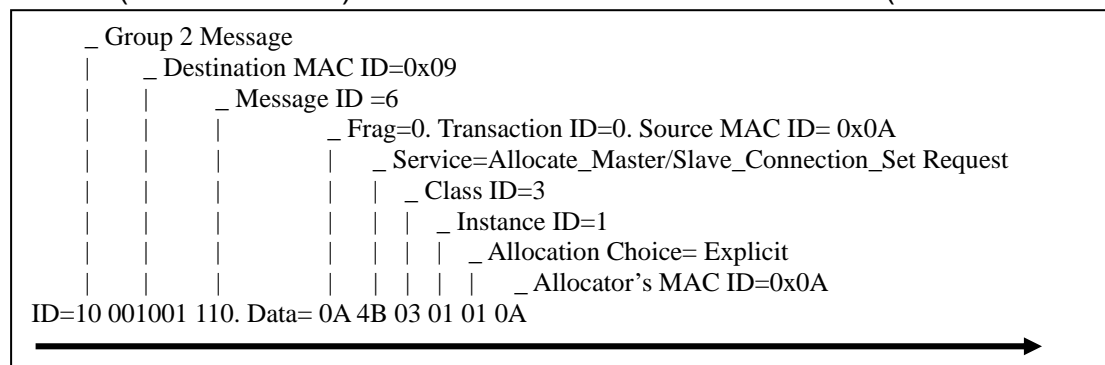 _ Group 2 Message
| _ Destination MAC ID=0x09
| | _ Message ID =6
| | | _ Frag=0. Transaction ID=0. Source MAC ID= 0x0A
| | | | _ Service=Allocate_Master/Slave_Connection_Set Request
| | | | | _ Class ID=3
| | | | | | _ Instance ID=1
| | | | | | | _ Allocation Choice= Explicit
| | | | | | | | _ Allocator’s MAC ID=0x0A
ID=10 001001 110. Data= 0A 4B 03 01 01 0A